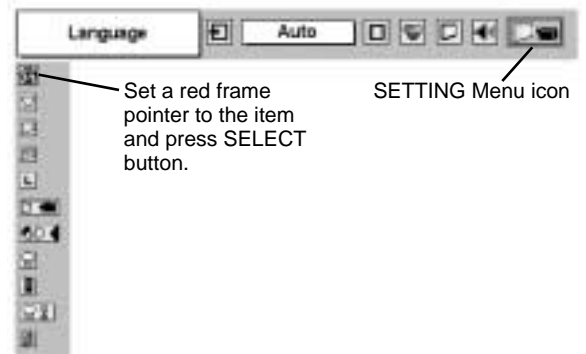 Language
Auto
Set a red frame
pointer to the item
and press SELECT
button.
SETTING Menu icon